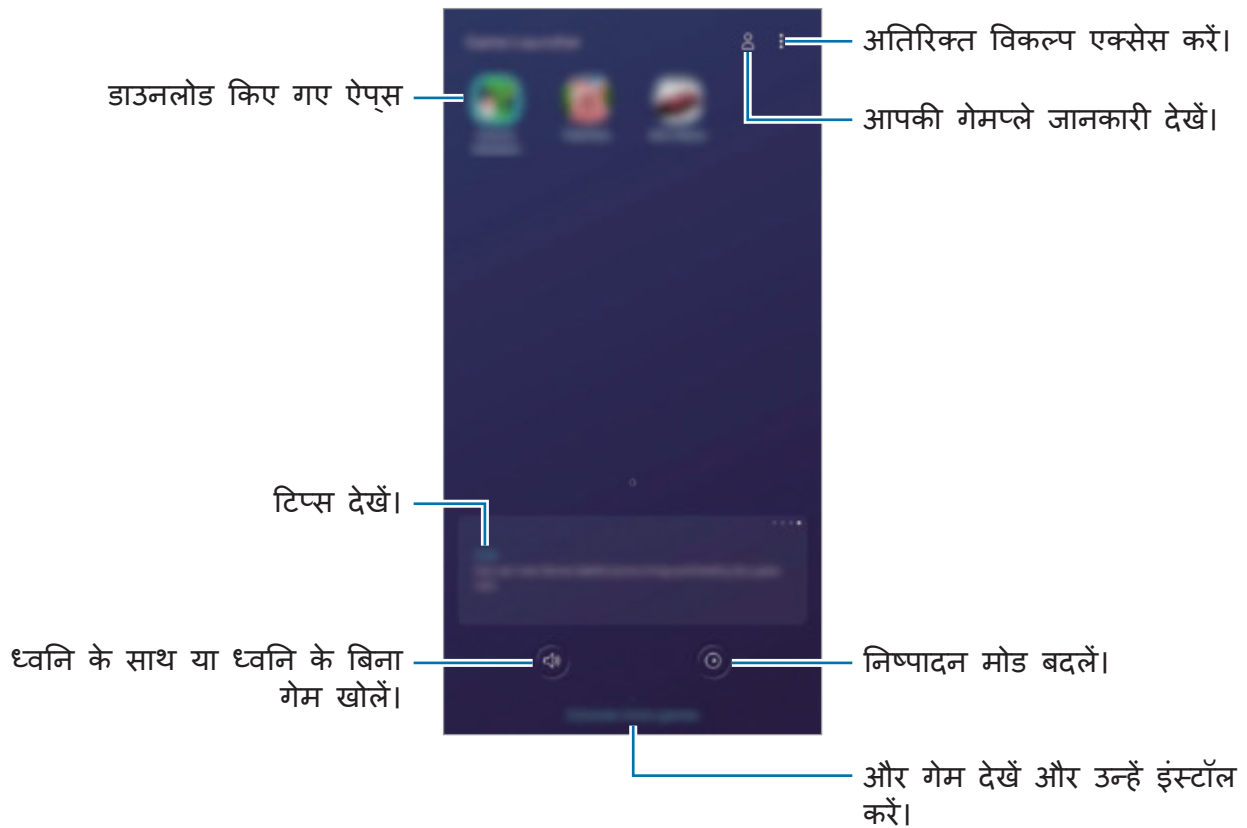 अतिरिक्त विकल्प एक्सेस करें।
डाउनलोड किए गए ऐप्स
आपकी गेमप्ले जानकारी देखें।
टिप्स देखें।
ध्वनि के साथ या ध्वनि के बिना
गेम खोलें।
निष्पादन मोड बदलें।
और गेम देखें और उन्हें इंस्टॉल
करें।